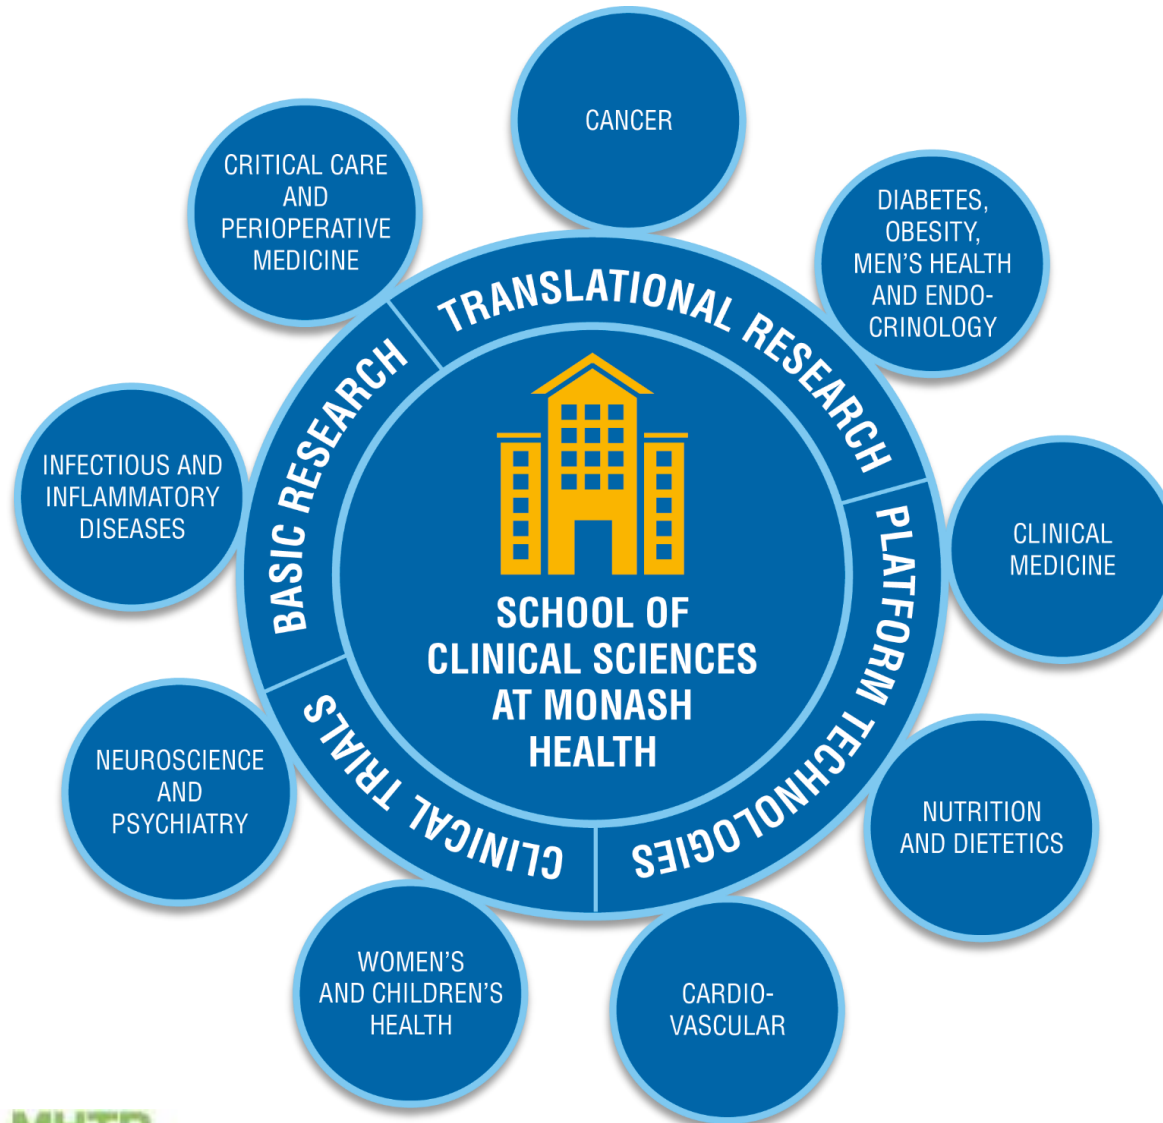 CANCER
CRITICAL CARE
AND
PERIOPERATIVE
MEDICINE
DIABETES,
OBESITY,
MEN'S HEALTH
AND ENDO-
CRINOLOGY
TRANSLATIONAL RESEARCH
BASIC RESEARCH
INFECTIOUS AND
INFLAMMATORY
DISEASES
CLINICAL
MEDICINE
PLATFORM TECHNOLOGIES
SCHOOL OF
CLINICAL SCIENCES
AT MONASH
HEALTH
CLINICAL TRIALS
NEUROSCIENCE
AND
PSYCHIATRY
NUTRITION
AND DIETETICS
WOMEN'S
AND CHILDREN'S
HEALTH
CARDIO-
VASCULAR